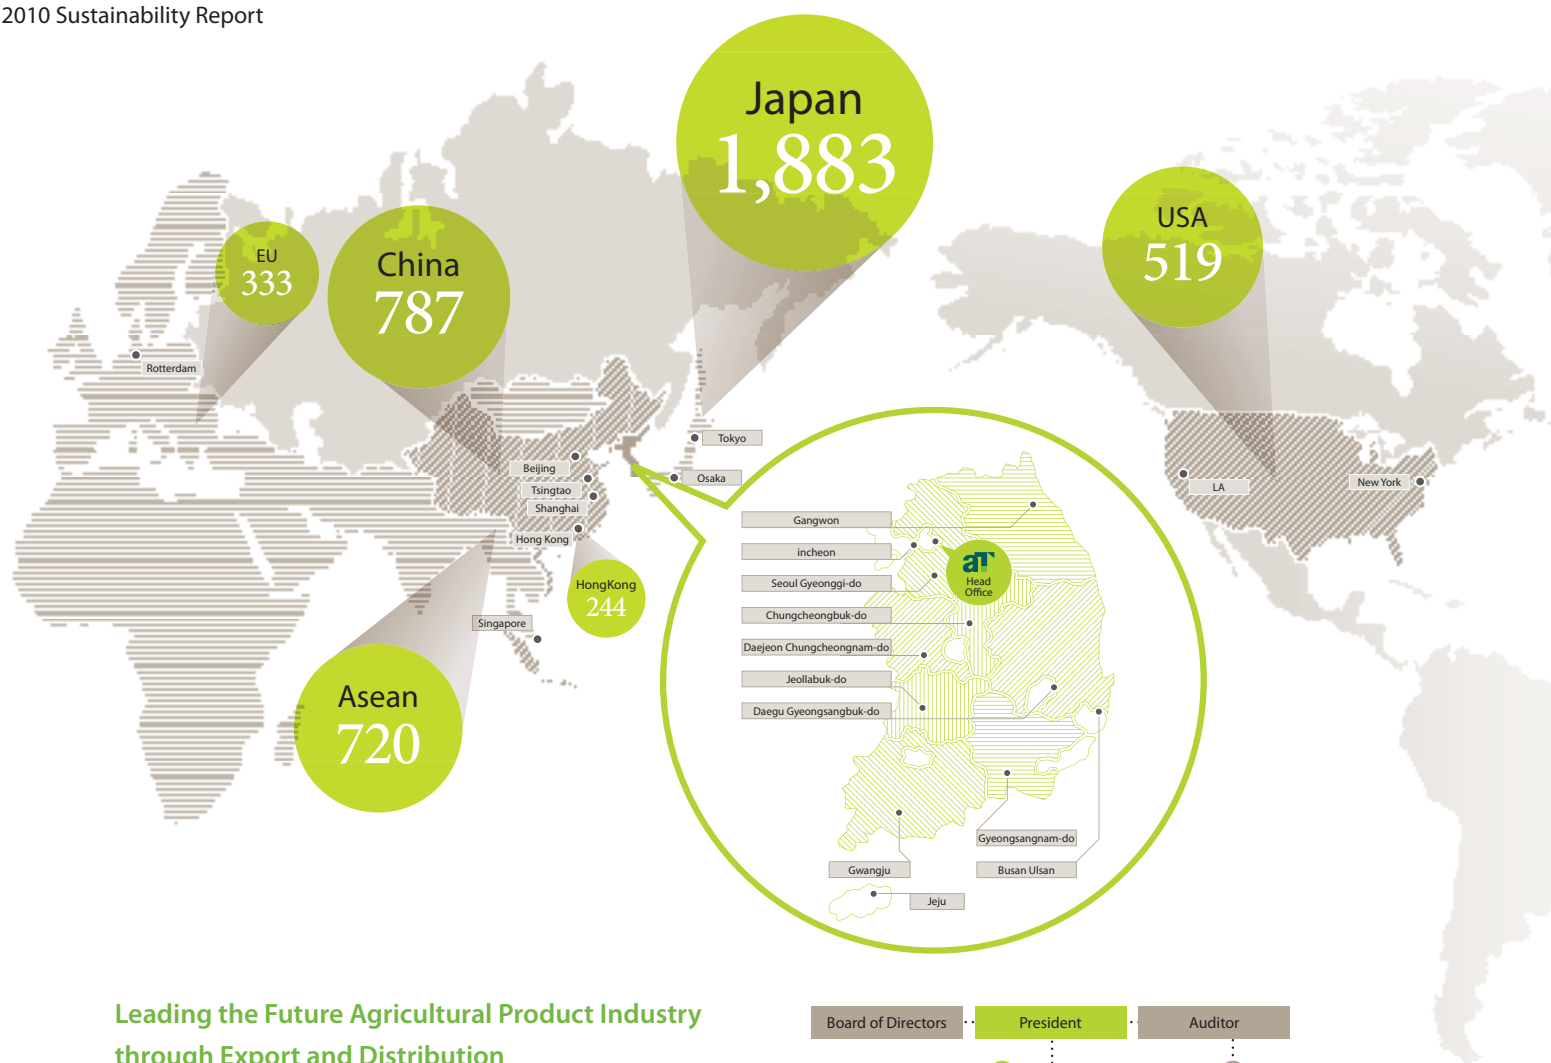 2010 Sustainability Report
Japan
1,883
USA
519
EU
333
China
787
Rotterdam
Tokyo
Osaka
Beijing
Tsingtao
Shanghai
Hong Kong
LA
New York
HongKong
244
Singapore
Asean
720
Gangwon
incheon
Seoul Gyeonggi-do
Chungcheongbuk-do
Daejeon Chungcheongnam-do
Jeollabuk-do
Daegu Gyeongsangbuk-do
aT
Head
Office
Gyeongsangnam-do
Gwangju
Busan Ulsan
Jeju
Leading the Future Agricultural Product Industry
through Export and Distribution
Board of Directors
President
Auditor